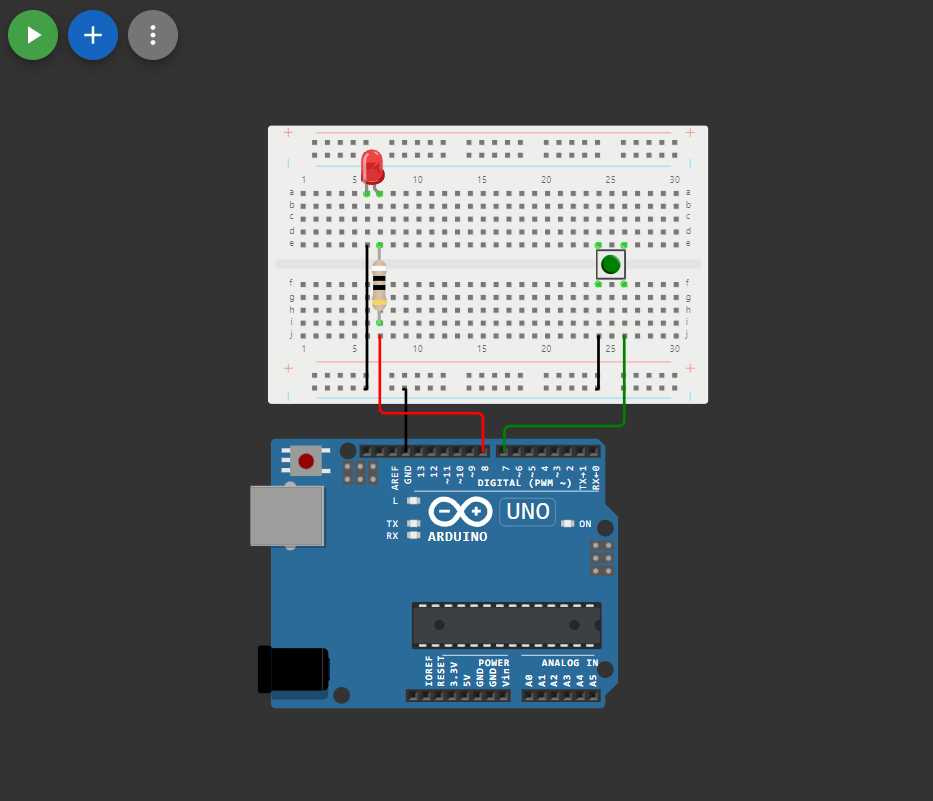 + +
1 5 10 15 20 25 30
a a
b b
c c
d d
e e
f f
g g
h h
i i
j j
1 5 10 15 20 25 30
+ +
AREF GND 13 12 ~11 ~10 ~9 8 7 ~6 ~5 4 ~3 2 TX→1 RX←0
DIGITAL (PWM ~)
L
TX
RX
UNO
ON
ARDUINO
POWER
ANALOG IN
IOREF RESET 3.3V 5V GND GND Vin A0 A1 A2 A3 A4 A5